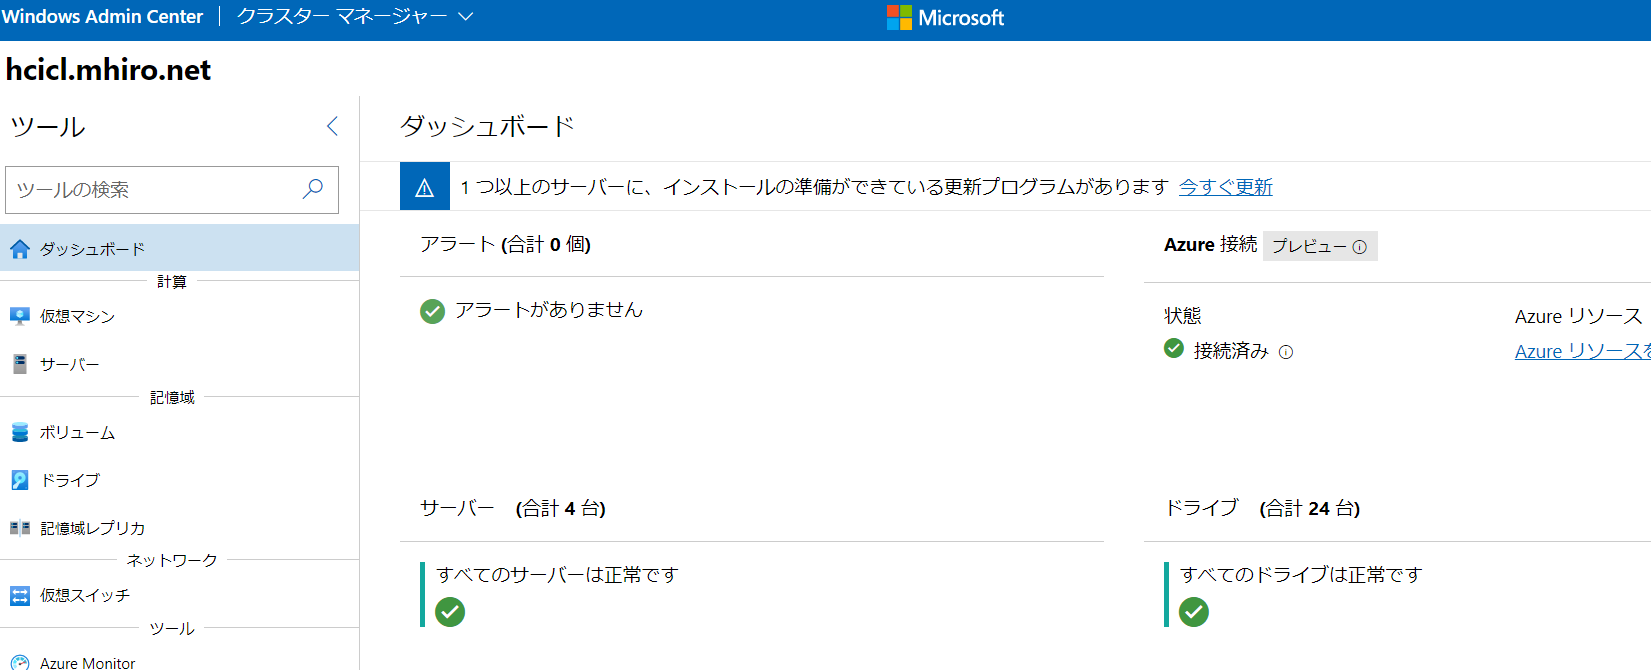 Windows Admin Center クラスター マネージャー Microsoft
hcicl.mhiro.net
ツール
ツールの検索
ダッシュボード
計算
仮想マシン
サーバー
記憶域
ボリューム
ドライブ
記憶域レプリカ
ネットワーク
仮想スイッチ
ツール
Azure Monitor
ダッシュボード
1 つ以上のサーバーに、インストールの準備ができている更新プログラムがあります 今すぐ更新
アラート (合計 0 個)
アラートがありません
Azure 接続 プレビュー
状態
接続済み
Azure リソース
Azure リソースを
サーバー (合計 4 台)
すべてのサーバーは正常です
ドライブ (合計 24 台)
すべてのドライブは正常です